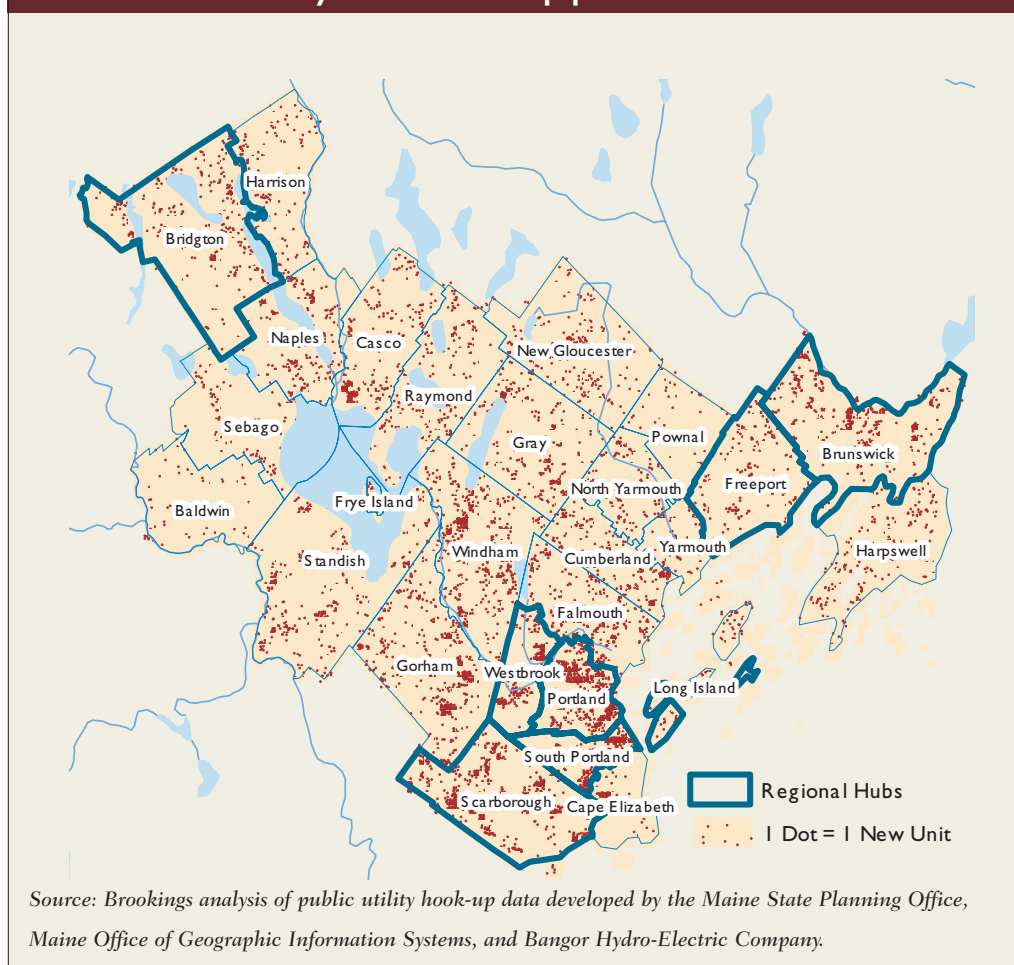 Harrison
Bridgton
Naples
Casco
New Gloucester
Raymond
Sebago
Gray
Pownal
Brunswick
Freeport
North Yarmouth
Frye Island
Baldwin
Yarmouth
Harpswell
Windham
Cumberland
Standish
Falmouth
Gorham
Westbrook
Long Island
Portland
South Portland
Scarborough
Cape Elizabeth
Regional Hubs
1 Dot = 1 New Unit
Source: Brookings analysis of public utility hook-up data developed by the Maine State Planning Office,
Maine Office of Geographic Information Systems, and Bangor Hydro-Electric Company.